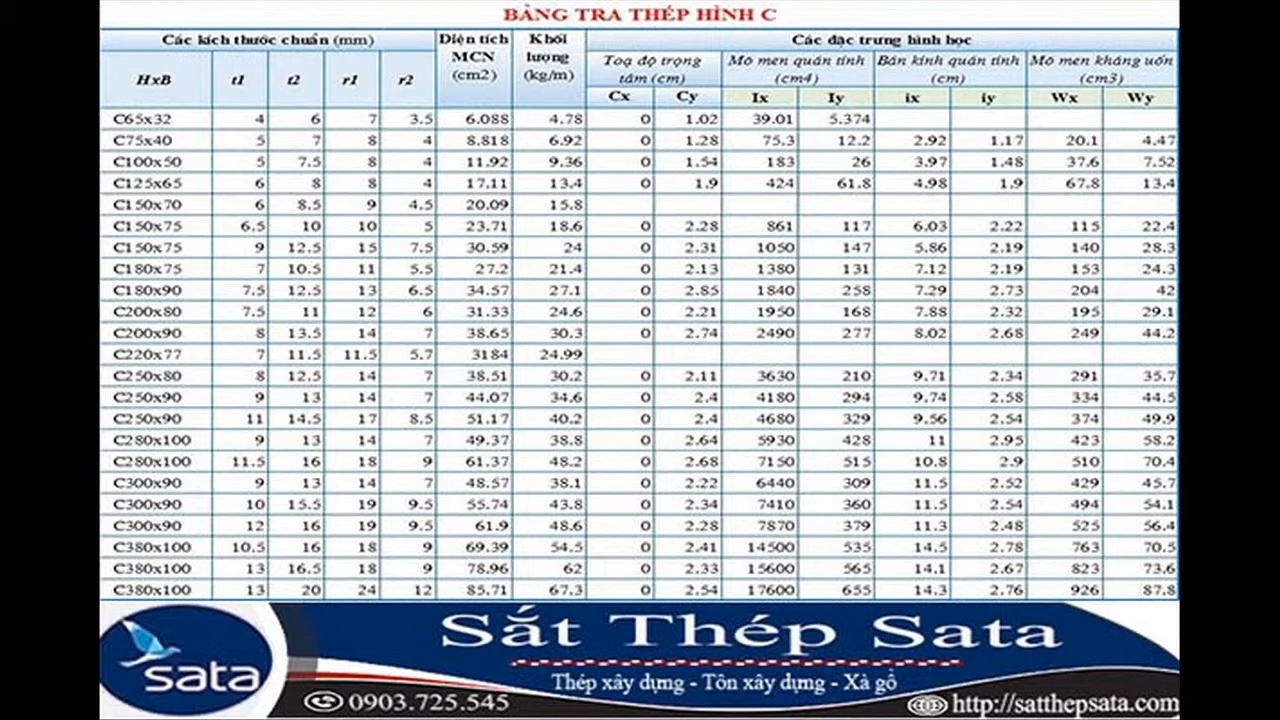 BẢNG TRA THÉP HÌNH C
Các kích thước chuẩn (mm) Diện tích MCN (cm2) Khối lượng (kg/m) Các đặc trưng hình học
Toạ độ trọng tâm (cm) Mô men quán tính (cm4) Bán kính quán tính (cm) Mô men kháng uốn (cm3)
HxB t1 t2 r1 r2 Cx Cy Ix Iy ix iy Wx Wy
C65x32 4 6 7 3.5 6.088 4.78 0 1.02 39.01 5.374
C75x40 5 7 8 4 8.818 6.92 0 1.28 75.3 12.2 2.92 1.17 20.1 4.47
C100x50 5 7.5 8 4 11.92 9.36 0 1.54 183 26 3.97 1.48 37.6 7.52
C125x65 6 8 8 4 17.11 13.4 0 1.9 424 61.8 4.98 1.9 67.8 13.4
C150x70 6 8.5 9 4.5 20.09 15.8
C150x75 6.5 10 10 5 23.71 18.6 0 2.28 861 117 6.03 2.22 115 22.4
C150x75 9 12.5 15 7.5 30.59 24 0 2.31 1050 147 5.86 2.19 140 28.3
C180x75 7 10.5 11 5.5 27.2 21.4 0 2.13 1380 131 7.12 2.19 153 24.3
C180x90 7.5 12.5 13 6.5 34.57 27.1 0 2.85 1840 258 7.29 2.73 204 42
C200x80 7.5 11 12 6 31.33 24.6 0 2.21 1950 168 7.88 2.32 195 29.1
C200x90 8 13.5 14 7 38.65 30.3 0 2.74 2490 277 8.02 2.68 249 44.2
C220x77 7 11.5 11.5 5.7 3184 24.99
C250x80 8 12.5 14 7 38.51 30.2 0 2.11 3630 210 9.71 2.34 291 35.7
C250x90 9 13 14 7 44.07 34.6 0 2.4 4180 294 9.74 2.58 334 44.5
C250x90 11 14.5 17 8.5 51.17 40.2 0 2.4 4680 329 9.56 2.54 374 49.9
C280x100 9 13 14 7 49.37 38.8 0 2.64 5930 428 11 2.95 423 58.2
C280x100 11.5 16 18 9 61.37 48.2 0 2.68 7150 515 10.8 2.9 510 70.4
C300x90 9 13 14 7 48.57 38.1 0 2.22 6440 309 11.5 2.52 429 45.7
C300x90 10 15.5 19 9.5 55.74 43.8 0 2.34 7410 360 11.5 2.54 494 54.1
C300x90 12 16 19 9.5 61.9 48.6 0 2.28 7870 379 11.3 2.48 525 56.4
C380x100 10.5 16 18 9 69.39 54.5 0 2.41 14500 535 14.5 2.78 763 70.5
C380x100 13 16.5 18 9 78.96 62 0 2.33 15600 565 14.1 2.67 823 73.6
C380x100 13 20 24 12 85.71 67.3 0 2.54 17600 655 14.3 2.76 926 87.8
Sắt Thép Sata
sata
Thép xây dựng - Tôn xây dựng - Xà gồ
0903.725.545
http://satthepsata.com